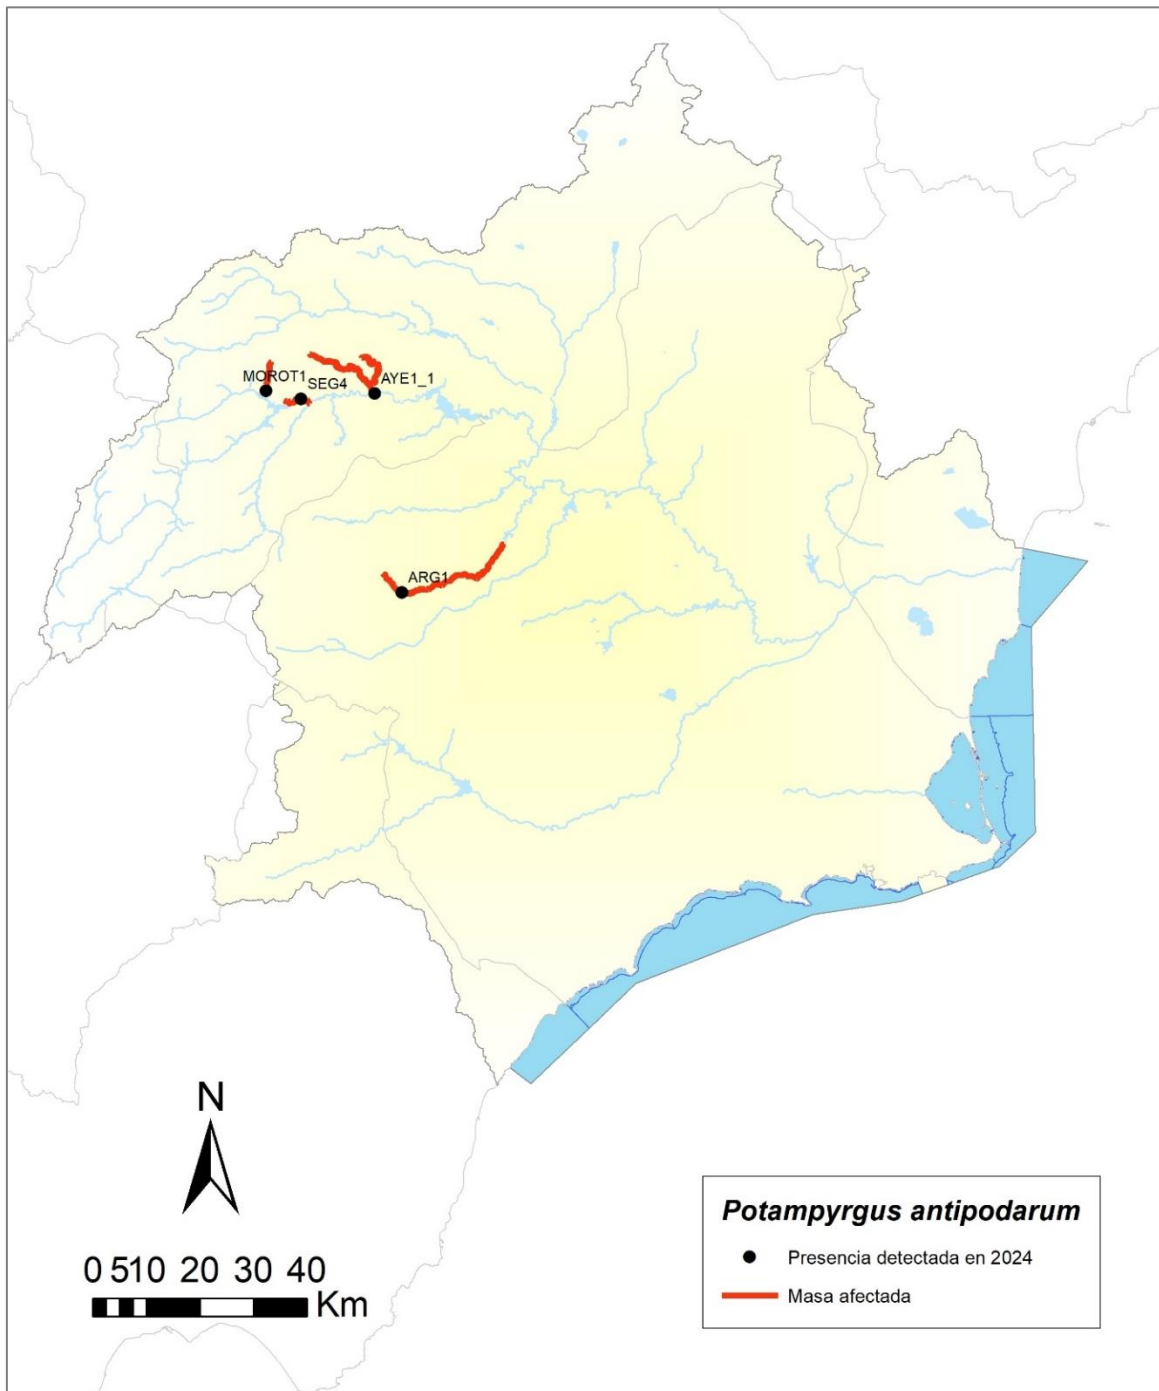 MOROT1
SEG4
AYE1_1
ARG1
N
0 510 20 30 40
Km
Potampyrgus antipodarum
Presencia detectada en 2024
Masa afectada